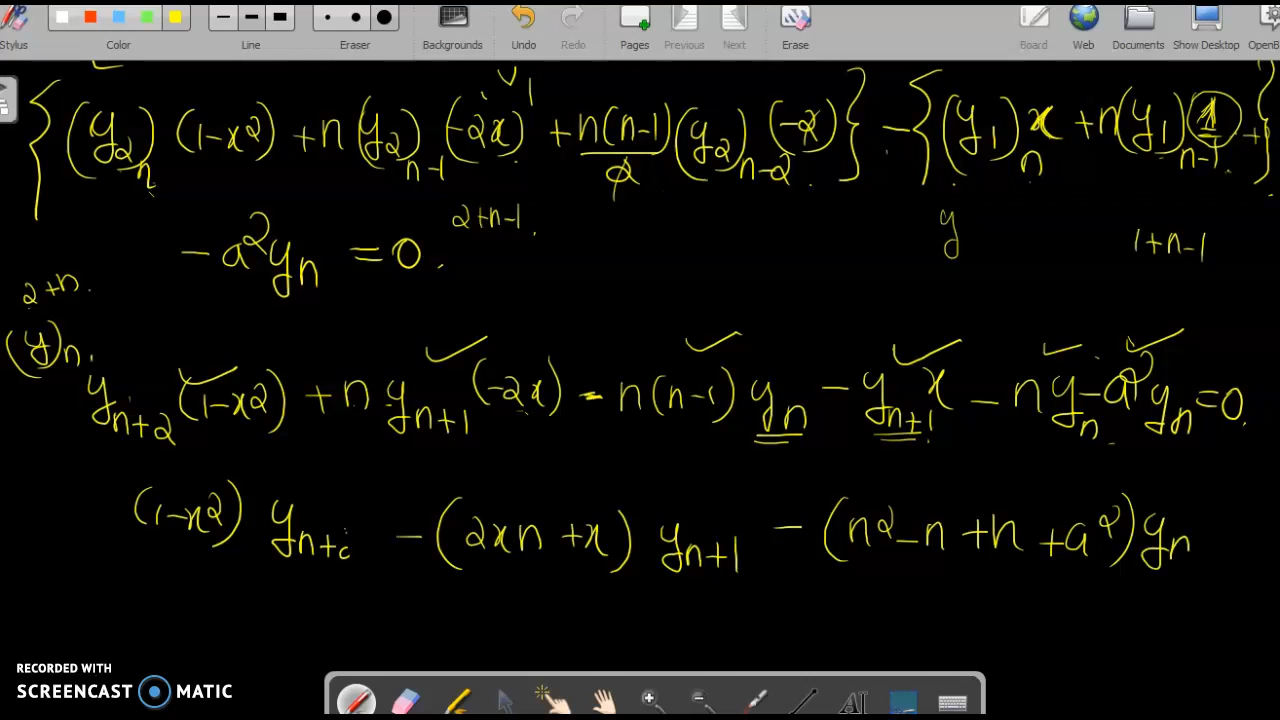 Stylus Color Line Eraser Backgrounds Undo Redo Pages Previous Next Erase Board Web Documents Show Desktop OpenB
{(y₂)ₙ (1-x²) + n(y₂)ₙ₋₁ (-2x) + n(n-1)/2 (y₂)ₙ₋₂ (-2)} - {(y₁)ₙ x + n(y₁)ₙ₋₁ 1 + }
- a²yₙ = 0.
2+n-1.
y
1+n-1
2+n.
(y)ₙ.
yₙ₊₂ (1-x²) + n yₙ₊₁ (-2x) - n(n-1) yₙ - yₙ₊₁ x - nyₙ - a²yₙ = 0.
(1-x²) yₙ₊ - (2xn + x) yₙ₊₁ - (n² - n + n + a²) yₙ
RECORDED WITH
SCREENCAST MATIC